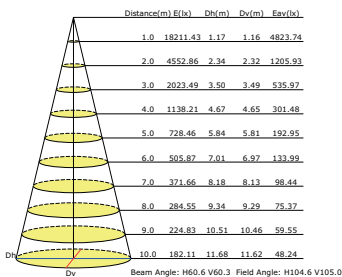 Distance(m) E(lx) Dh(m) Dv(m) Eav(lx)
1.0 18211.43 1.17 1.16 4823.74
2.0 4552.86 2.34 2.32 1205.93
3.0 2023.49 3.50 3.49 535.97
4.0 1138.21 4.67 4.65 301.48
5.0 728.46 5.84 5.81 192.95
6.0 505.87 7.01 6.97 133.99
7.0 371.66 8.18 8.13 98.44
8.0 284.55 9.34 9.29 75.37
9.0 224.83 10.51 10.46 59.55
Dh 10.0 182.11 11.68 11.62 48.24
Dv
Beam Angle: H60.6 V60.3 Field Angle: H104.6 V105.0